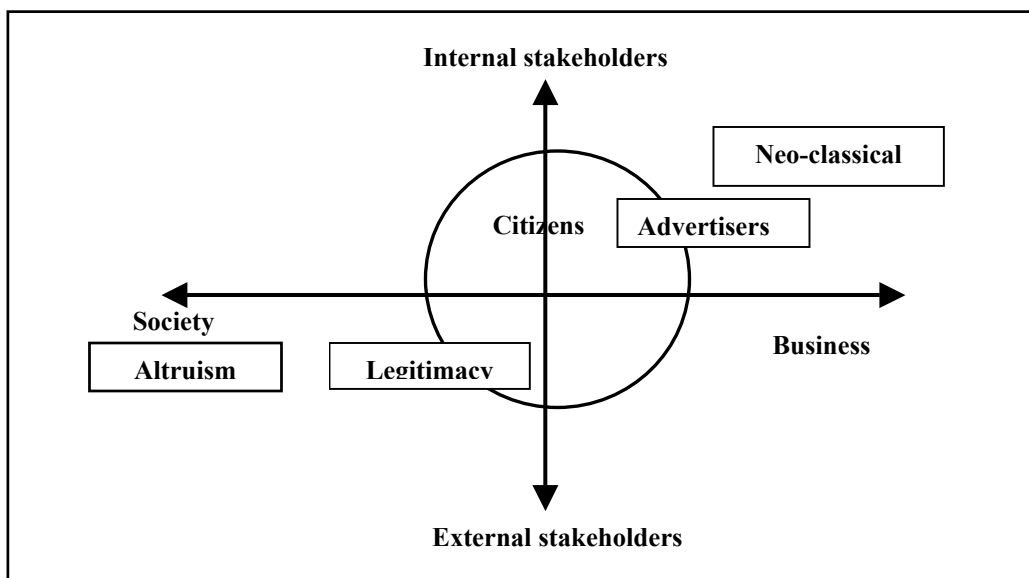 Internal stakeholders
Neo-classical
Citizens
Advertisers
Society
Business
Altruism
Legitimacy
External stakeholders